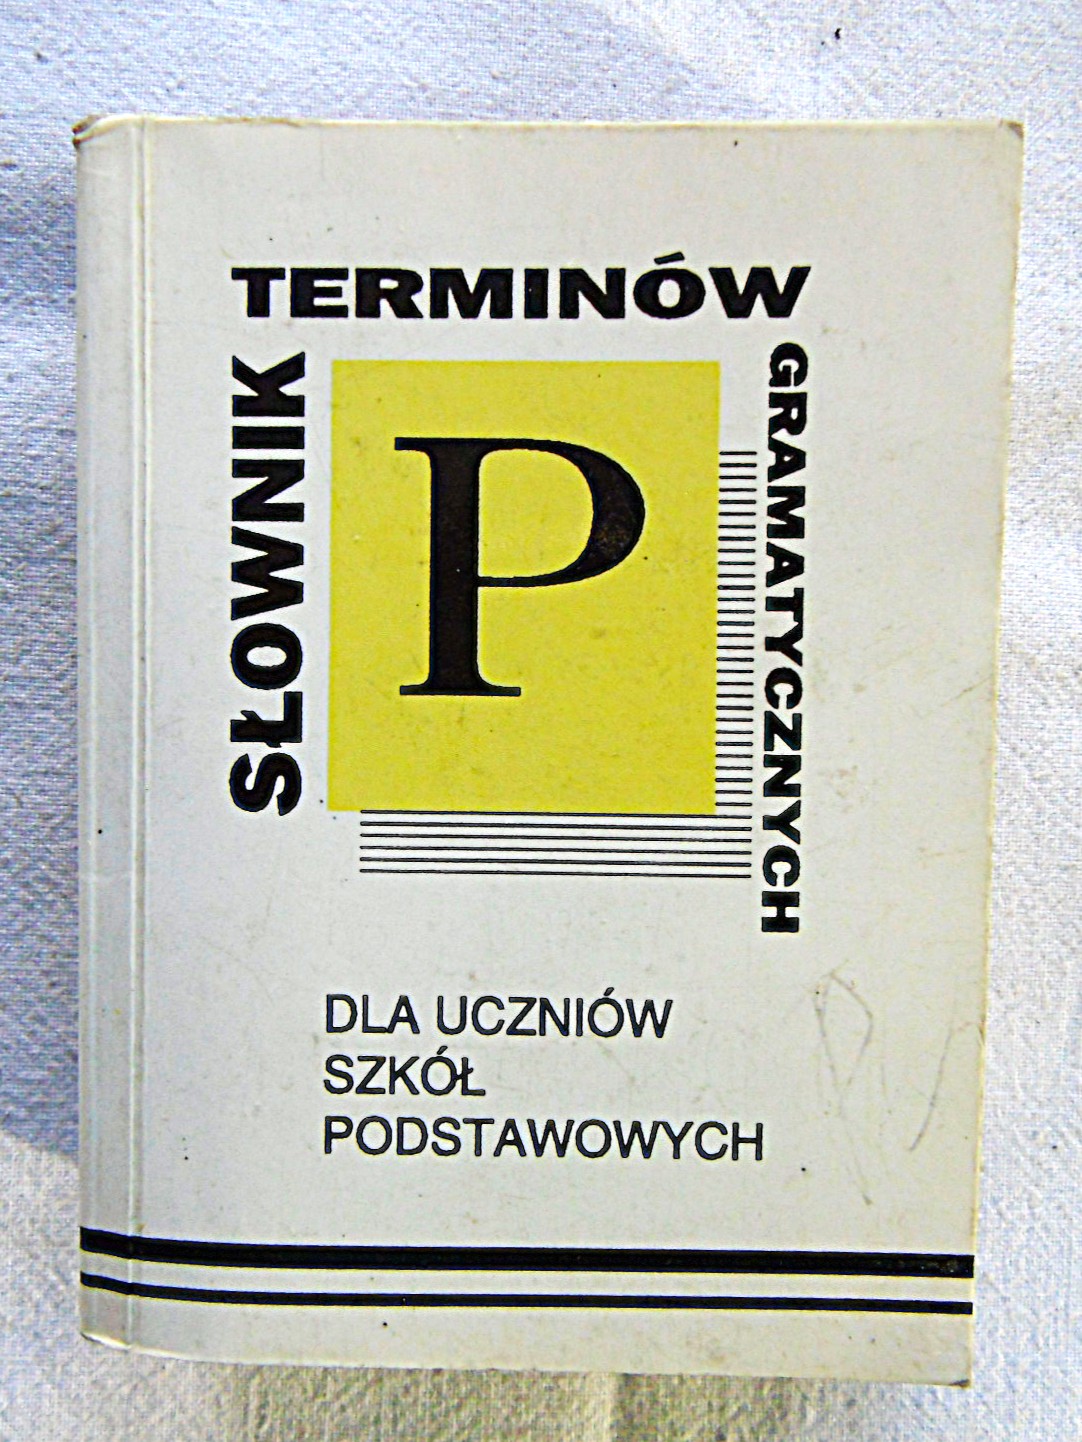 SŁOWNIK
TERMINÓW
GRAMATYCZNYCH
P
DLA UCZNIÓW
SZKÓŁ
PODSTAWOWYCH